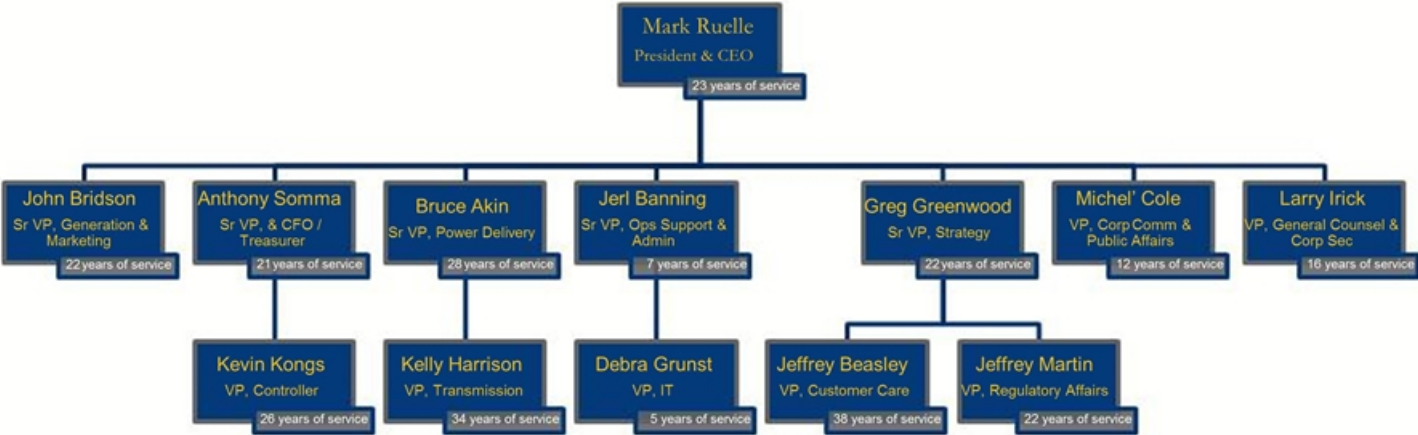 Mark Ruelle
President & CEO
23 years of service
John Bridson
Sr VP, Generation &
Marketing
22 years of service
Anthony Somma
Sr VP, & CFO /
Treasurer
21 years of service
Bruce Akin
Sr VP, Power Delivery
28 years of service
Jerl Banning
Sr VP, Ops Support &
Admin
7 years of service
Greg Greenwood
Sr VP, Strategy
22 years of service
Michel' Cole
VP, Corp Comm &
Public Affairs
12 years of service
Larry Irick
VP, General Counsel &
Corp Sec
16 years of service
Kevin Kongs
VP, Controller
26 years of service
Kelly Harrison
VP, Transmission
34 years of service
Debra Grunst
VP, IT
5 years of service
Jeffrey Beasley
VP, Customer Care
38 years of service
Jeffrey Martin
VP, Regulatory Affairs
22 years of service